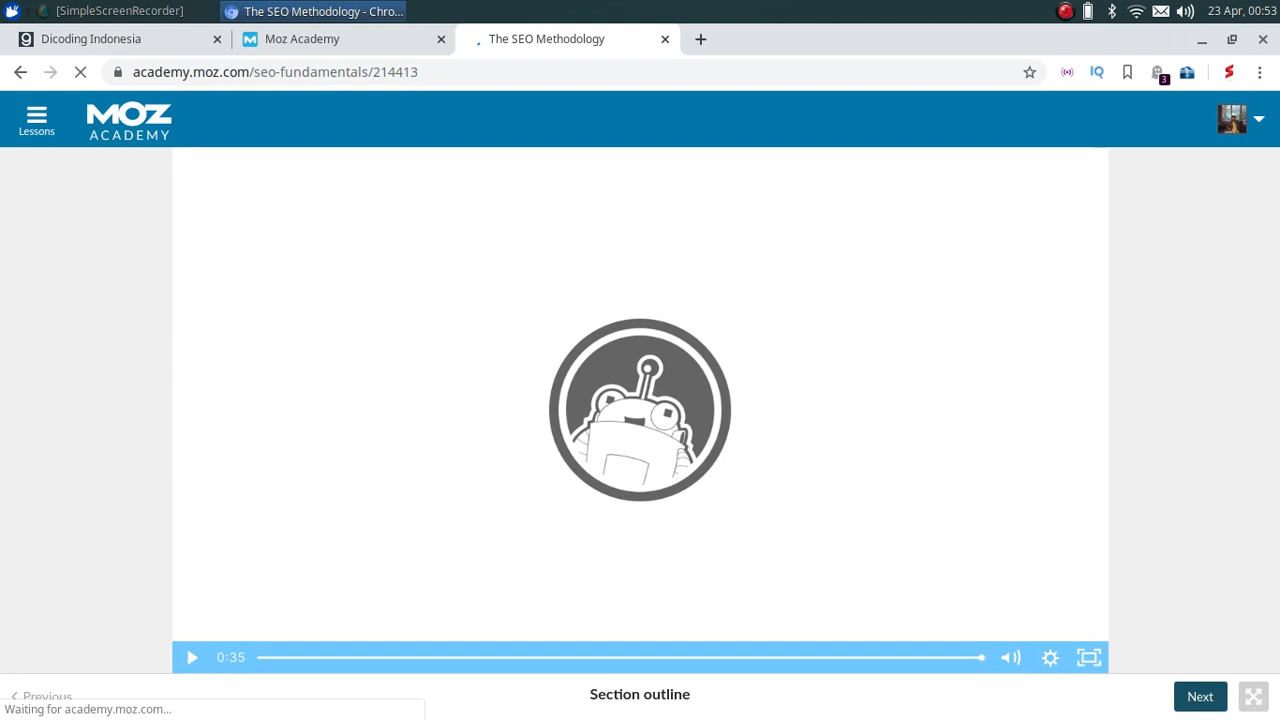 [SimpleScreenRecorder]
The SEO Methodology - Chro...
23 Apr, 00:53
Dicoding Indonesia
Moz Academy
The SEO Methodology
academy.moz.com/seo-fundamentals/214413
IQ
3
Lessons
MOZ
ACADEMY
0:35
Previous
Section outline
Next
Waiting for academy.moz.com...